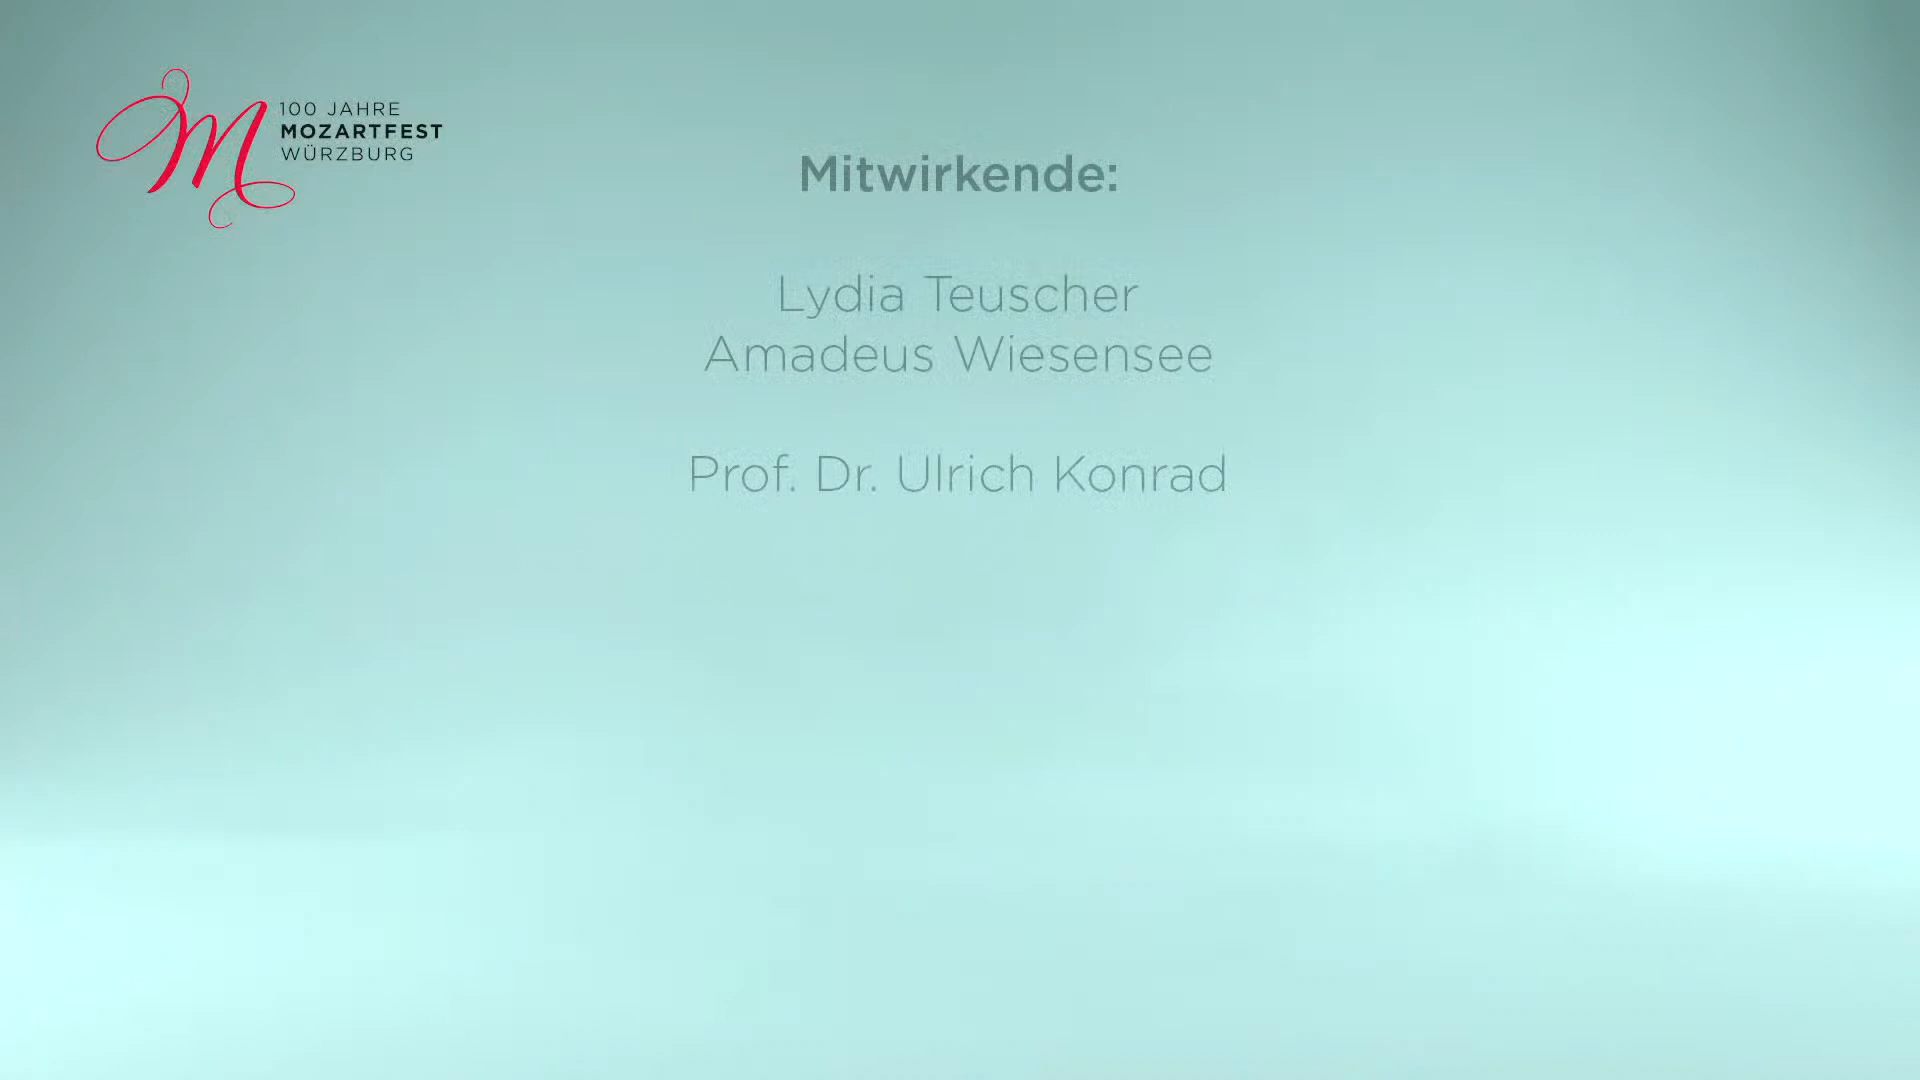 100 JAHRE
MOZARTFEST
WÜRZBURG
Mitwirkende:
Lydia Teuscher
Amadeus Wiesensee
Prof. Dr. Ulrich Konrad